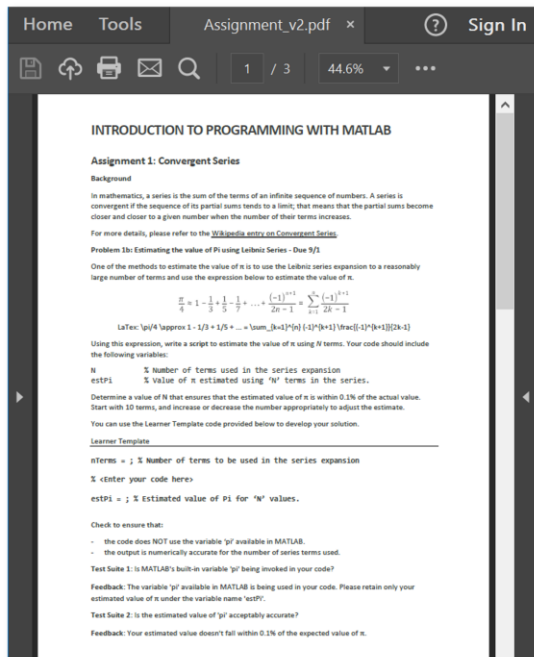 Home Tools Assignment_v2.pdf × ? Sign In
1 / 3 44.6% •••
INTRODUCTION TO PROGRAMMING WITH MATLAB
Assignment 1: Convergent Series
Background
In mathematics, a series is the sum of the terms of an infinite sequence of numbers. A series is
convergent if the sequence of its partial sums tends to a limit; that means that the partial sums become
closer and closer to a given number when the number of their terms increases.
For more details, please refer to the Wikipedia entry on Convergent Series.
Problem 1b: Estimating the value of Pi using Leibniz Series - Due 9/1
One of the methods to estimate the value of π is to use the Leibniz series expansion to a reasonably
large number of terms and use the expression below to estimate the value of π.
π/4 = 1 - 1/3 + 1/5 - 1/7 + ... + (-1)^(n+1)/(2n - 1) = ∑_(k=1)^n (-1)^(k+1)/(2k - 1)
LaTex: \pi/4 \approx 1 - 1/3 + 1/5 + ... = \sum_{k=1}^{n} (-1)^{k+1} \frac{(-1)^{k+1}}{2k-1}
Using this expression, write a script to estimate the value of π using N terms. Your code should include
the following variables:
N % Number of terms used in the series expansion
estPi % Value of π estimated using ‘N’ terms in the series.
Determine a value of N that ensures that the estimated value of π is within 0.1% of the actual value.
Start with 10 terms, and increase or decrease the number appropriately to adjust the estimate.
You can use the Learner Template code provided below to develop your solution.
Learner Template
nTerms = ; % Number of terms to be used in the series expansion
% <Enter your code here>
estPi = ; % Estimated value of Pi for ‘N’ values.
Check to ensure that:
- the code does NOT use the variable ‘pi’ available in MATLAB.
- the output is numerically accurate for the number of series terms used.
Test Suite 1: Is MATLAB's built-in variable ‘pi’ being invoked in your code?
Feedback: The variable ‘pi’ available in MATLAB is being used in your code. Please retain only your
estimated value of π under the variable name ‘estPi’.
Test Suite 2: Is the estimated value of ‘pi’ acceptably accurate?
Feedback: Your estimated value doesn't fall within 0.1% of the expected value of π.